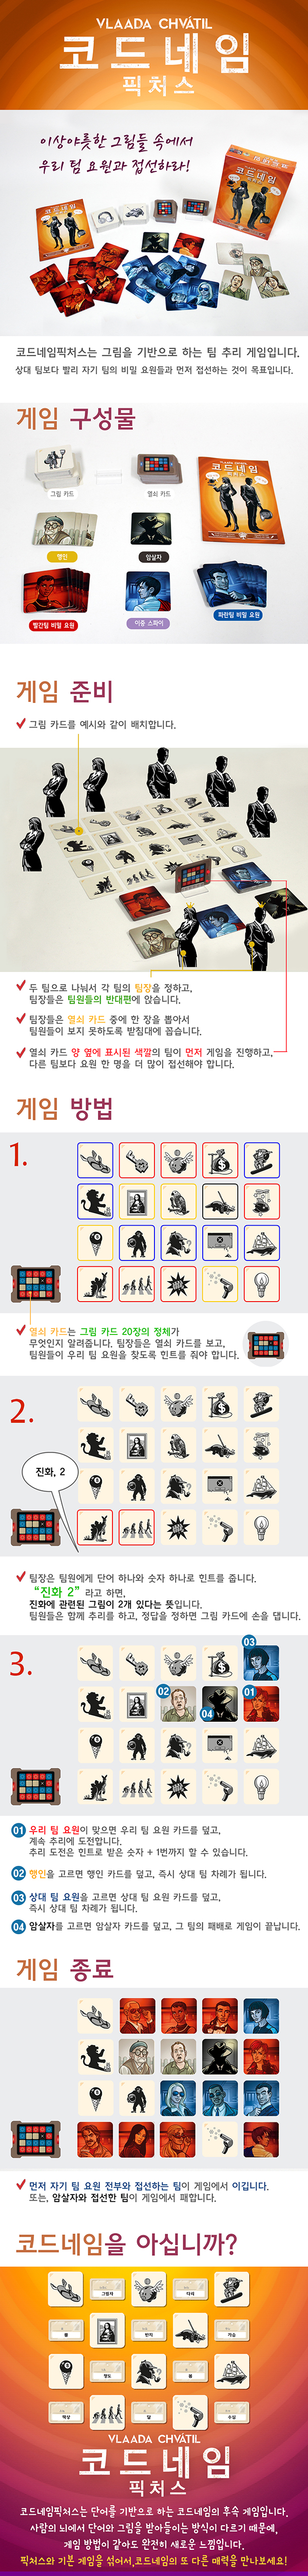 VLAADA CHVÁTIL
코드네임
픽처스
이상야릇한 그림들 속에서
우리 팀 요원과 접선하라!
코드네임픽처스는 그림을 기반으로 하는 팀 추리 게임입니다.
상대 팀보다 빨리 자기 팀의 비밀 요원들과 먼저 접선하는 것이 목표입니다.
게임 구성물
그림 카드
열쇠 카드
VLAADA CHVÁTIL
코드네임
픽처스
행인
암살자
빨간팀 비밀 요원
이중 스파이
파란팀 비밀 요원
게임 준비
그림 카드를 예시와 같이 배치합니다.
두 팀으로 나눠서 각 팀의 팀장을 정하고,
팀장들은 팀원들의 반대편에 앉습니다.
팀장들은 열쇠 카드 중에 한 장을 뽑아서
팀원들이 보지 못하도록 받침대에 꼽습니다.
열쇠 카드 양 옆에 표시된 색깔의 팀이 먼저 게임을 진행하고,
다른 팀보다 요원 한 명을 더 많이 접선해야 합니다.
게임 방법
1.
열쇠 카드는 그림 카드 20장의 정체가
무엇인지 알려줍니다. 팀장들은 열쇠 카드를 보고,
팀원들이 우리 팀 요원을 찾도록 힌트를 줘야 합니다.
2.
진화, 2
팀장은 팀원에게 단어 하나와 숫자 하나로 힌트를 줍니다.
“진화 2” 라고 하면,
진화에 관련된 그림이 2개 있다는 뜻입니다.
팀원들은 함께 추리를 하고, 정답을 정하면 그림 카드에 손을 댑니다.
3.
03
02
04
01
01 우리 팀 요원이 맞으면 우리 팀 요원 카드를 덮고,
계속 추리에 도전합니다.
추리 도전은 힌트로 받은 숫자 + 1번까지 할 수 있습니다.
02 행인을 고르면 행인 카드를 덮고, 즉시 상대 팀 차례가 됩니다.
03 상대 팀 요원을 고르면 상대 팀 요원 카드를 덮고,
즉시 상대 팀 차례가 됩니다.
04 암살자를 고르면 암살자 카드를 덮고, 그 팀의 패배로 게임이 끝납니다.
게임 종료
먼저 자기 팀 요원 전부와 접선하는 팀이 게임에서 이깁니다.
또는, 암살자와 접선한 팀이 게임에서 패합니다.
코드네임을 아십니까?
그림자
다리
반지
가슴
영도
책상
달
수실
VLAADA CHVÁTIL
코드네임
픽처스
코드네임픽처스는 단어를 기반으로 하는 코드네임의 후속 게임입니다.
사람의 뇌에서 단어와 그림을 받아들이는 방식이 다르기 때문에,
게임 방법이 같아도 완전히 새로운 느낌입니다.
픽처스와 기본 게임을 섞어서,코드네임의 또 다른 매력을 만나보세요!